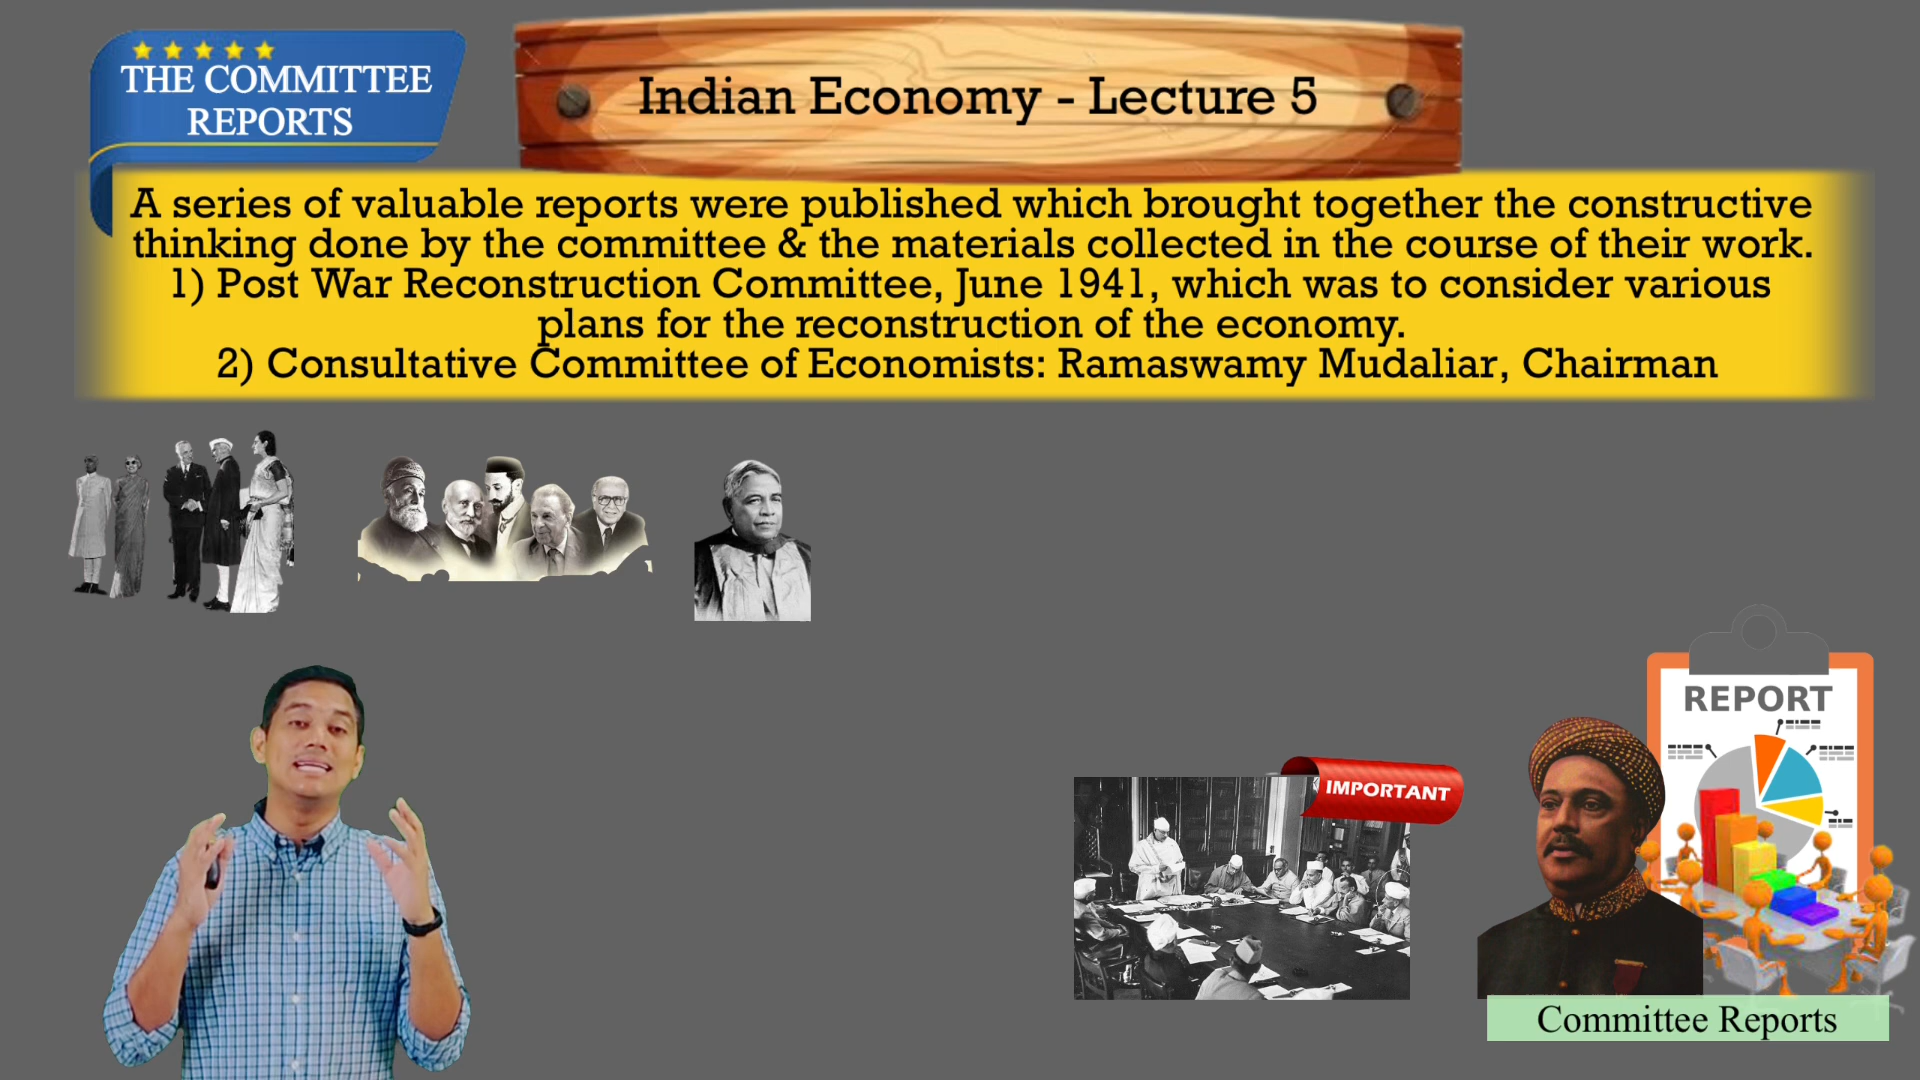 THE COMMITTEE
REPORTS
Indian Economy - Lecture 5
A series of valuable reports were published which brought together the constructive
thinking done by the committee & the materials collected in the course of their work.
1) Post War Reconstruction Committee, June 1941, which was to consider various
plans for the reconstruction of the economy.
2) Consultative Committee of Economists: Ramaswamy Mudaliar, Chairman
REPORT
IMPORTANT
Committee Reports